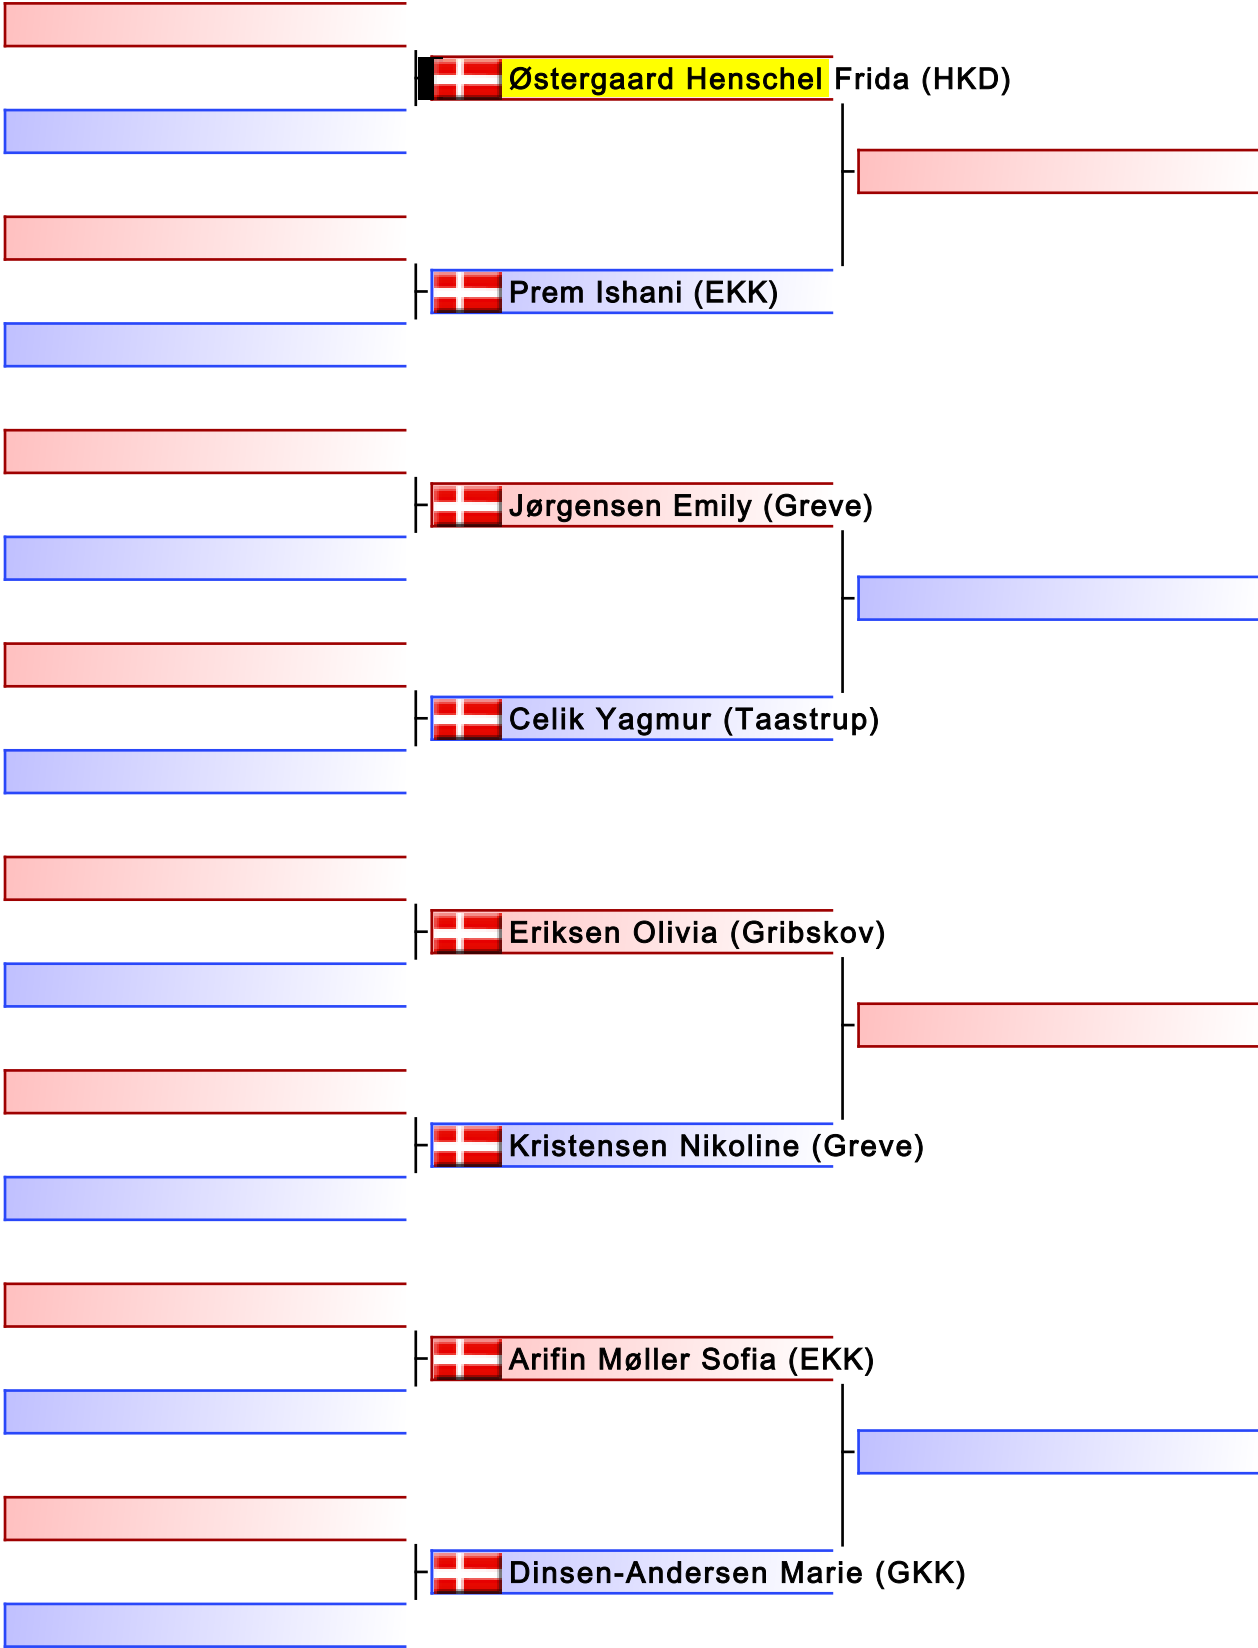 Østergaard Henschel Frida (HKD)
Prem Ishani (EKK)
Jørgensen Emily (Greve)
Celik Yagmur (Taastrup)
Eriksen Olivia (Gribskov)
Kristensen Nikoline (Greve)
Arifin Møller Sofia (EKK)
Dinsen-Andersen Marie (GKK)